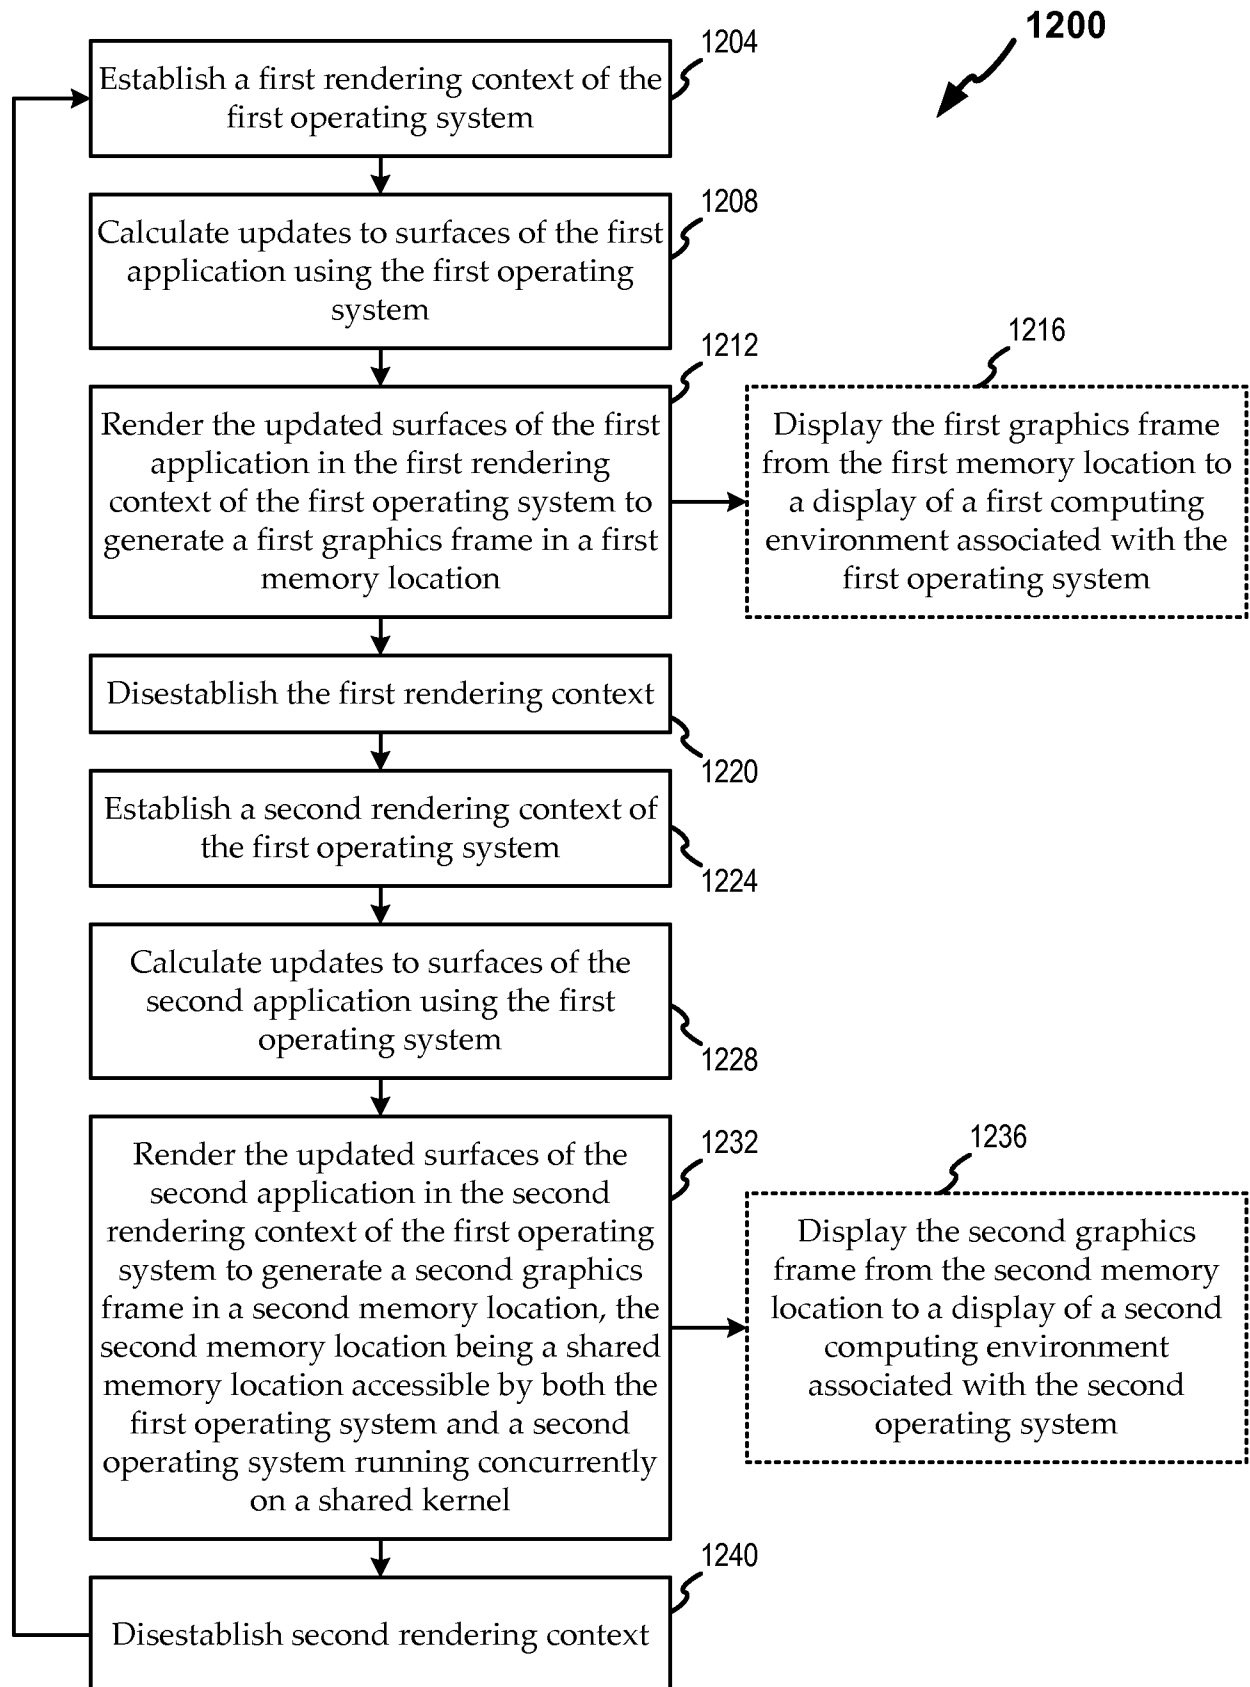 1200
1204
Establish a first rendering context of the
first operating system
1208
Calculate updates to surfaces of the first
application using the first operating
system
1212
Render the updated surfaces of the first
application in the first rendering
context of the first operating system to
generate a first graphics frame in a first
memory location
1216
Display the first graphics frame
from the first memory location to
a display of a first computing
environment associated with the
first operating system
Disestablish the first rendering context
1220
Establish a second rendering context of
the first operating system
1224
Calculate updates to surfaces of the
second application using the first
operating system
1228
1232
Render the updated surfaces of the
second application in the second
rendering context of the first operating
system to generate a second graphics
frame in a second memory location, the
second memory location being a shared
memory location accessible by both the
first operating system and a second
operating system running concurrently
on a shared kernel
1236
Display the second graphics
frame from the second memory
location to a display of a second
computing environment
associated with the second
operating system
1240
Disestablish second rendering context